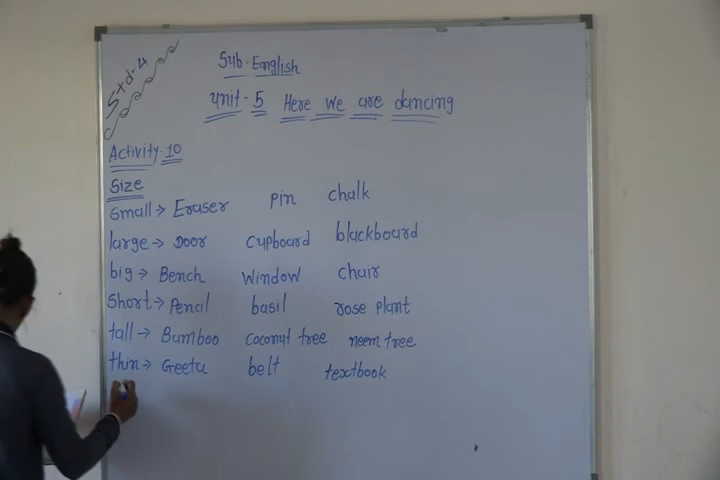 Std-4
Sub. English
Unit-5 Here we are dancing
Activity-10
Size
Small → Eraser pin chalk
large → Door cupboard blackboard
big → Bench window chair
Short → Pencil basil rose plant
tall → Bamboo coconut tree neem tree
thin → Geeta belt textbook